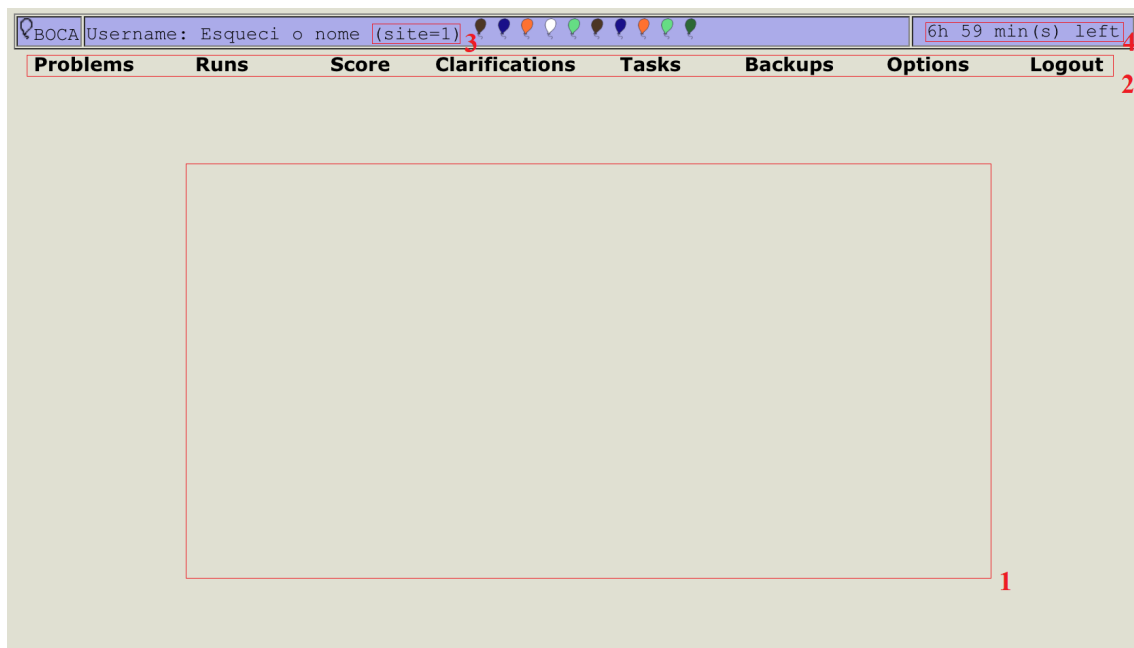 BOCA Username: Esqueci o nome (site=1) 3 6h 59 min(s) left 4
Problems Runs Score Clarifications Tasks Backups Options Logout
2
1